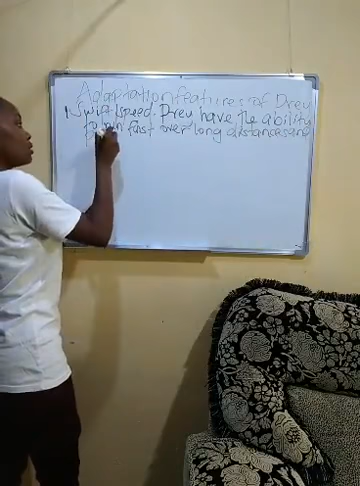 Adaptation features of Prey
1) Swift/speed. Prey have the ability
to run fast over long distances and